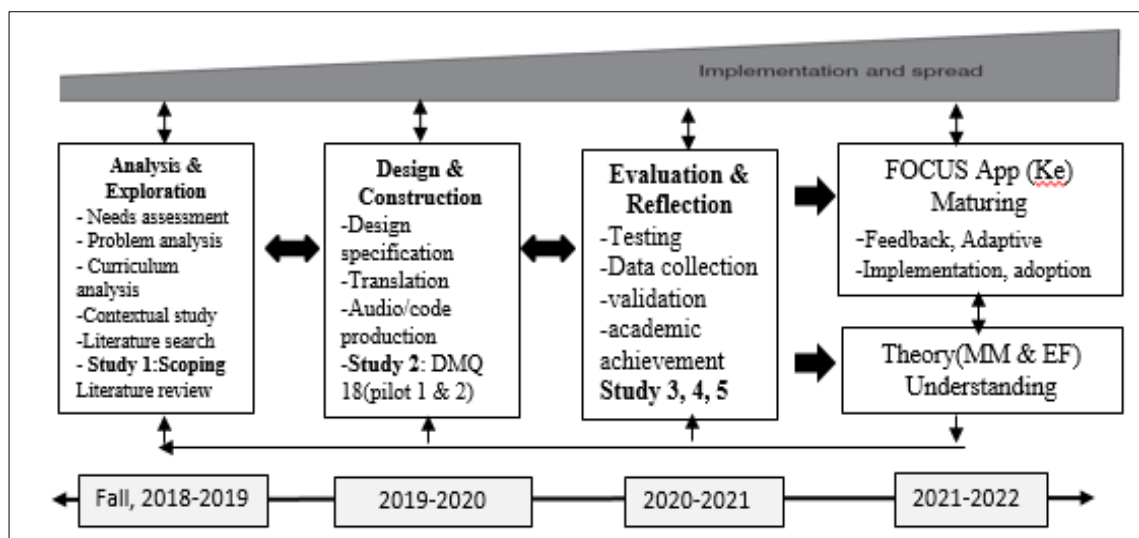 Implementation and spread
Analysis &
Exploration
- Needs assessment
- Problem analysis
- Curriculum
analysis
-Contextual study
-Literature search
- Study 1:Scoping
Literature review
Design &
Construction
-Design
specification
-Translation
-Audio/code
production
-Study 2: DMQ
18(pilot 1 & 2)
Evaluation &
Reflection
-Testing
-Data collection
-validation
-academic
achievement
Study 3, 4, 5
FOCUS App (Ke)
Maturing
-Feedback, Adaptive
-Implementation, adoption
Theory(MM & EF)
Understanding
Fall, 2018-2019
2019-2020
2020-2021
2021-2022